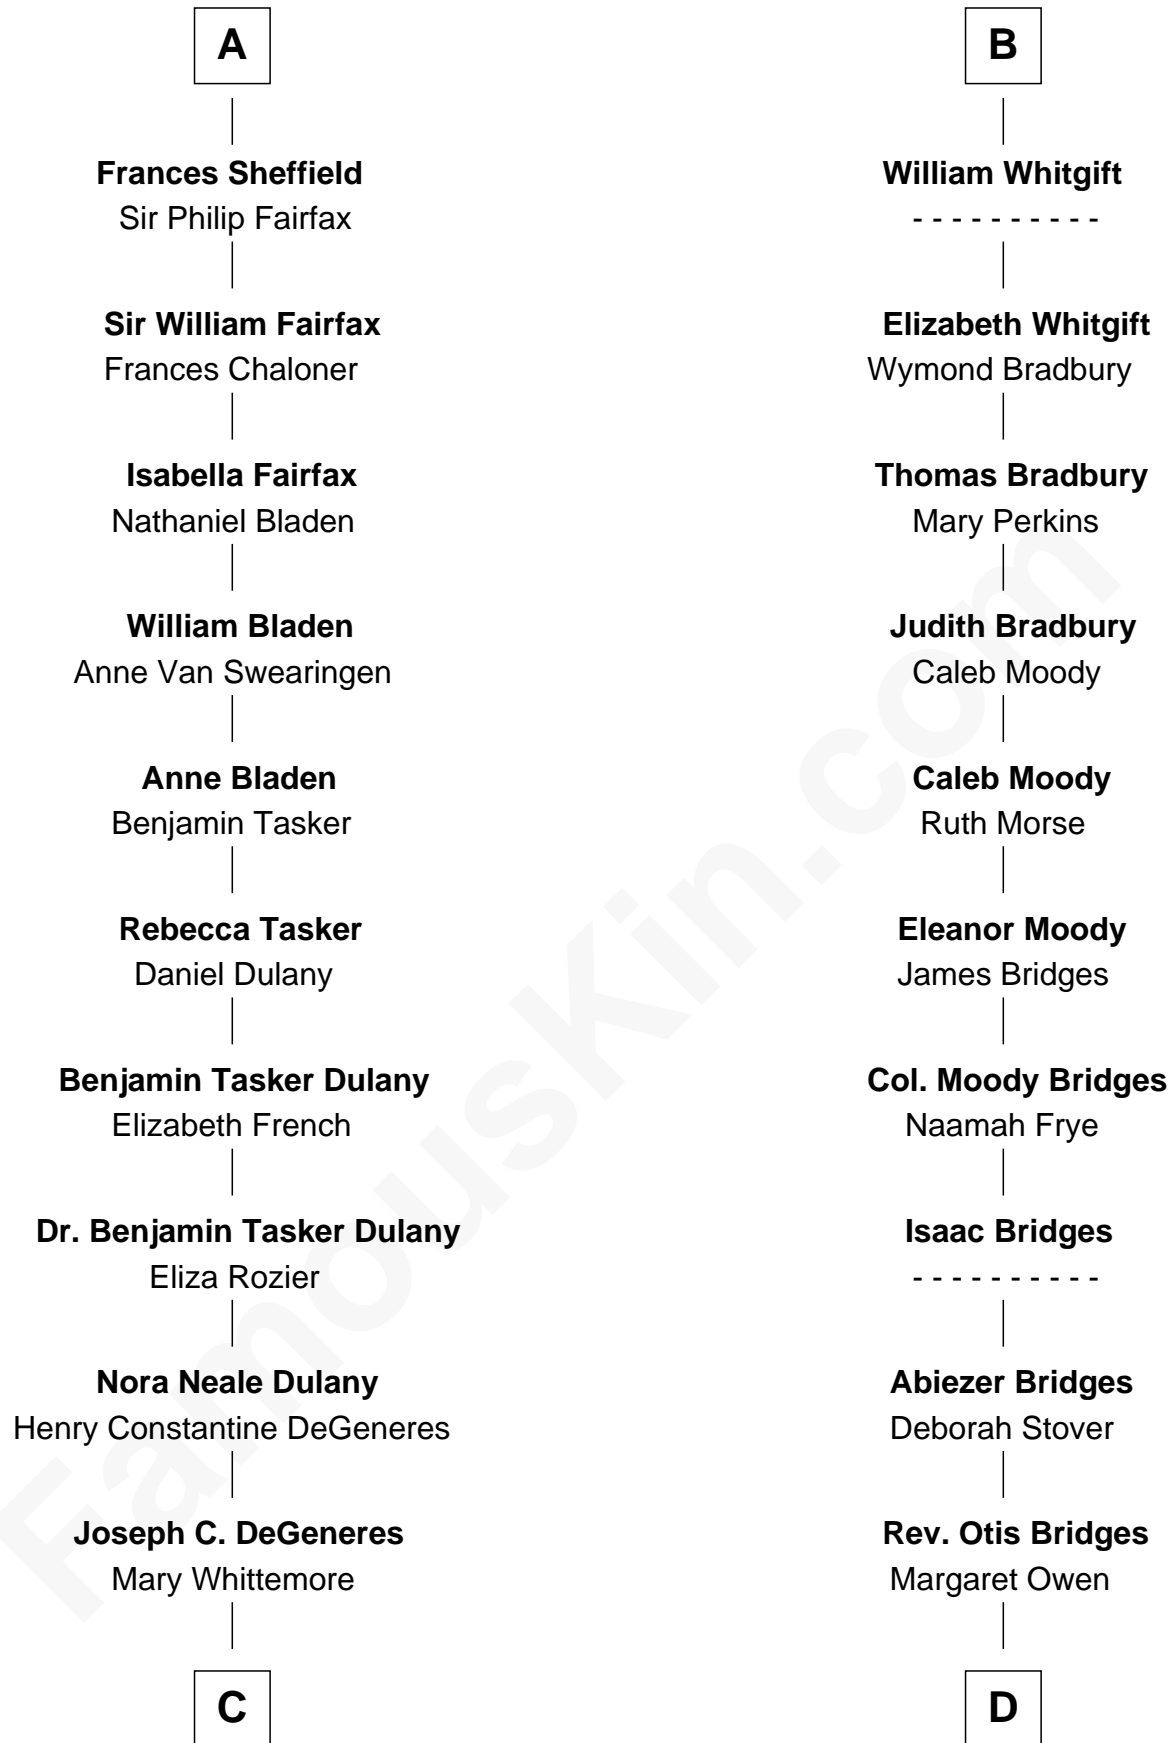 A
Frances Sheffield
Sir Philip Fairfax
Sir William Fairfax
Frances Chaloner
Isabella Fairfax
Nathaniel Bladen
William Bladen
Anne Van Swearingen
Anne Bladen
Benjamin Tasker
Rebecca Tasker
Daniel Dulany
Benjamin Tasker Dulany
Elizabeth French
Dr. Benjamin Tasker Dulany
Eliza Rozier
Nora Neale Dulany
Henry Constantine DeGeneres
Joseph C. DeGeneres
Mary Whittemore
C
B
William Whitgift
- - - - - - - - - -
Elizabeth Whitgift
Wymond Bradbury
Thomas Bradbury
Mary Perkins
Judith Bradbury
Caleb Moody
Caleb Moody
Ruth Morse
Eleanor Moody
James Bridges
Col. Moody Bridges
Naamah Frye
Isaac Bridges
- - - - - - - - - -
Abiezer Bridges
Deborah Stover
Rev. Otis Bridges
Margaret Owen
D
FamousKin.com